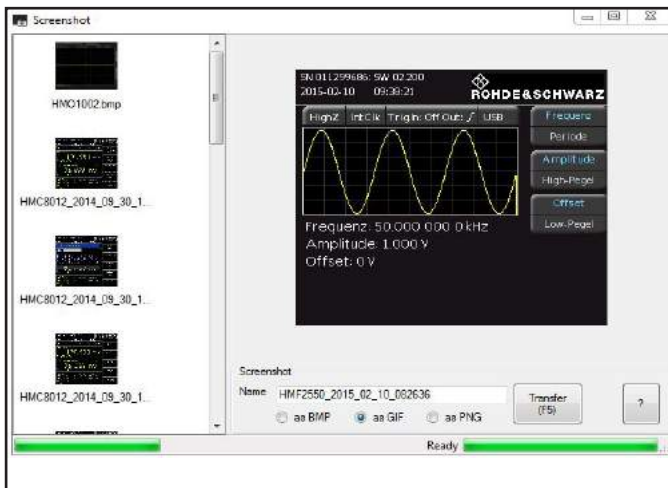 Screenshot
HMO1002.bmp
HMC8012_2014_09_30_1...
HMC8012_2014_09_30_1...
HMC8012_2014_09_30_1...
SN 011299686; SW 02.200
2015-02-10 09:38:21
ROHDE&SCHWARZ
HighZ IntClk TrigIn: Off Out: USB
Frequenz
Periode
Amplitude
High-Pegel
Offset
Low-Pegel
Frequenz: 50.000 000 0 kHz
Amplitude: 1.000 V
Offset: 0 V
Screenshot
Name HMF2550_2015_02_10_082636
as BMP as GIF as PNG
Transfer
(F5)
?
Ready